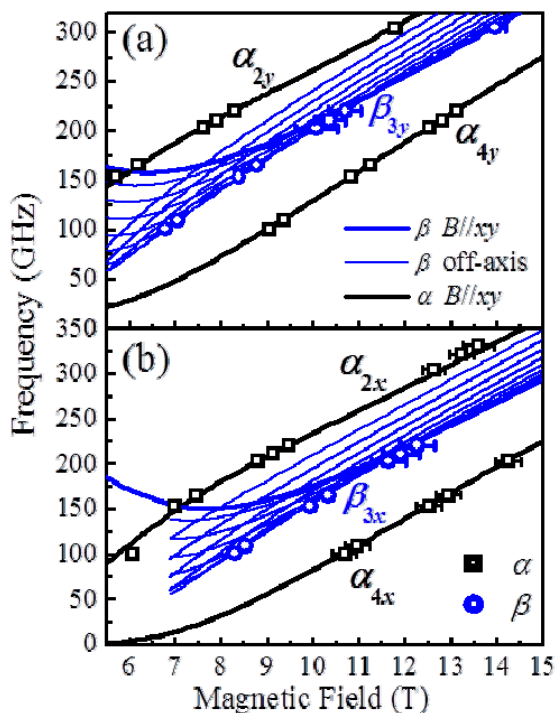 (a)
300
250
200
150
100
50
α2y
β3y
α4y
β B//xy
β off-axis
α B//xy
Frequency (GHz)
350
300
250
200
150
100
50
0
(b)
α2x
β3x
α4x
α
β
6 7 8 9 10 11 12 13 14 15
Magnetic Field (T)